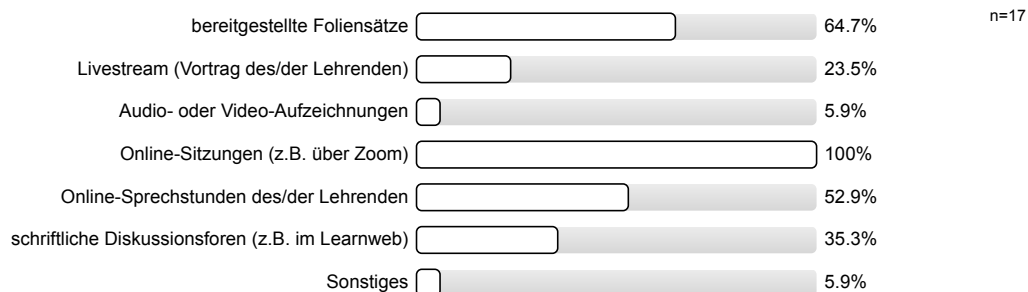 bereitgestellte Foliensätze 64.7% n=17
Livestream (Vortrag des/der Lehrenden) 23.5%
Audio- oder Video-Aufzeichnungen 5.9%
Online-Sitzungen (z.B. über Zoom) 100%
Online-Sprechstunden des/der Lehrenden 52.9%
schriftliche Diskussionsforen (z.B. im Learnweb) 35.3%
Sonstiges 5.9%